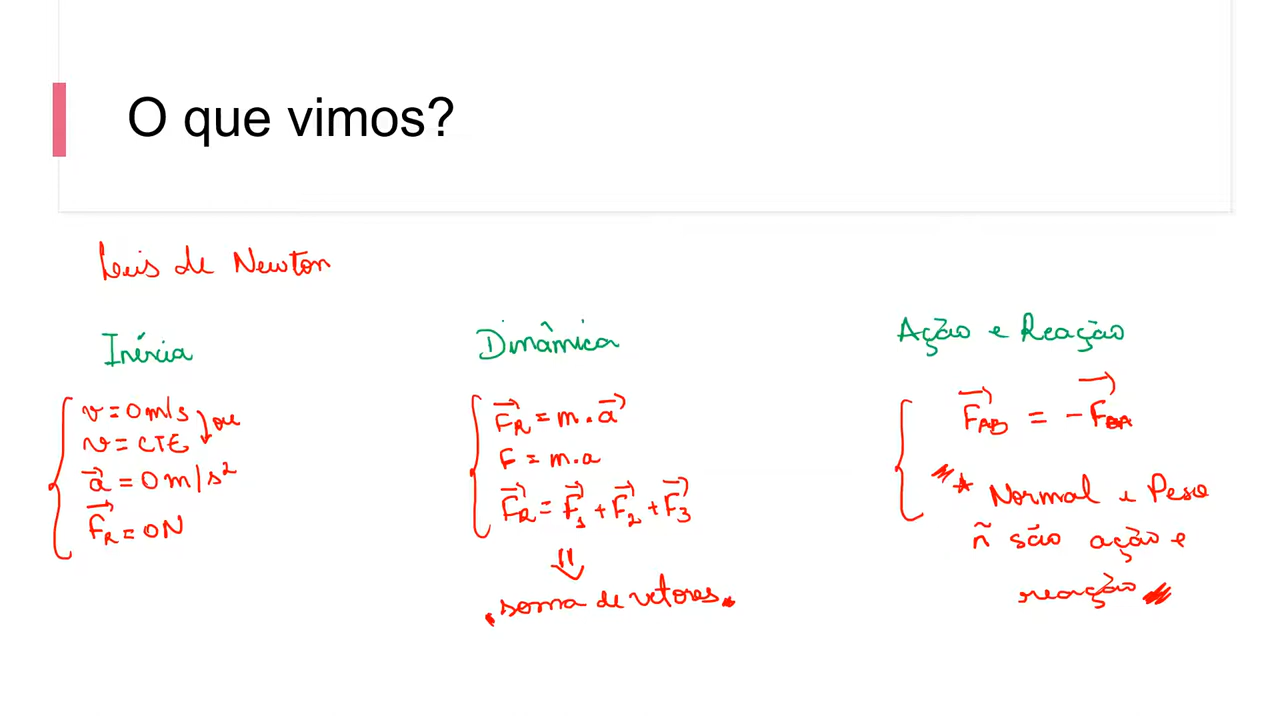 O que vimos?
Leis de Newton
Inércia
v = 0 m/s
ou
v = CTE
a⃗ = 0 m/s²
F⃗R = 0N
Dinâmica
F⃗R = m . a⃗
F = m . a
F⃗R = F⃗1 + F⃗2 + F⃗3
⇓
. soma de vetores .
Ação e Reação
F⃗AB = -F⃗BA
* Normal e Peso
ñ são ação e
reação